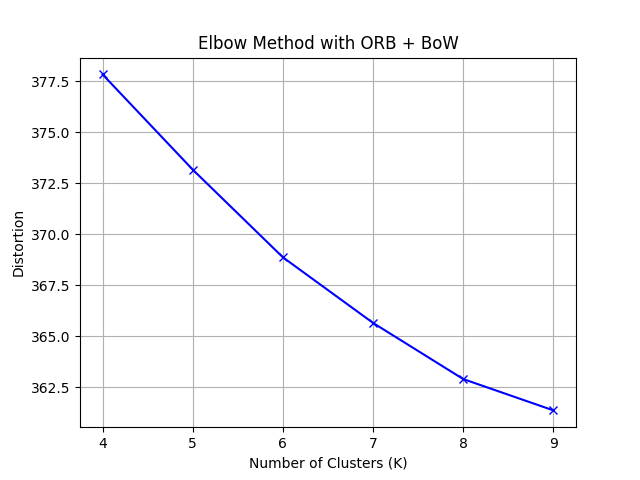 Elbow Method with ORB + BoW
377.5
375.0
372.5
370.0
367.5
365.0
362.5
Distortion
4 5 6 7 8 9
Number of Clusters (K)